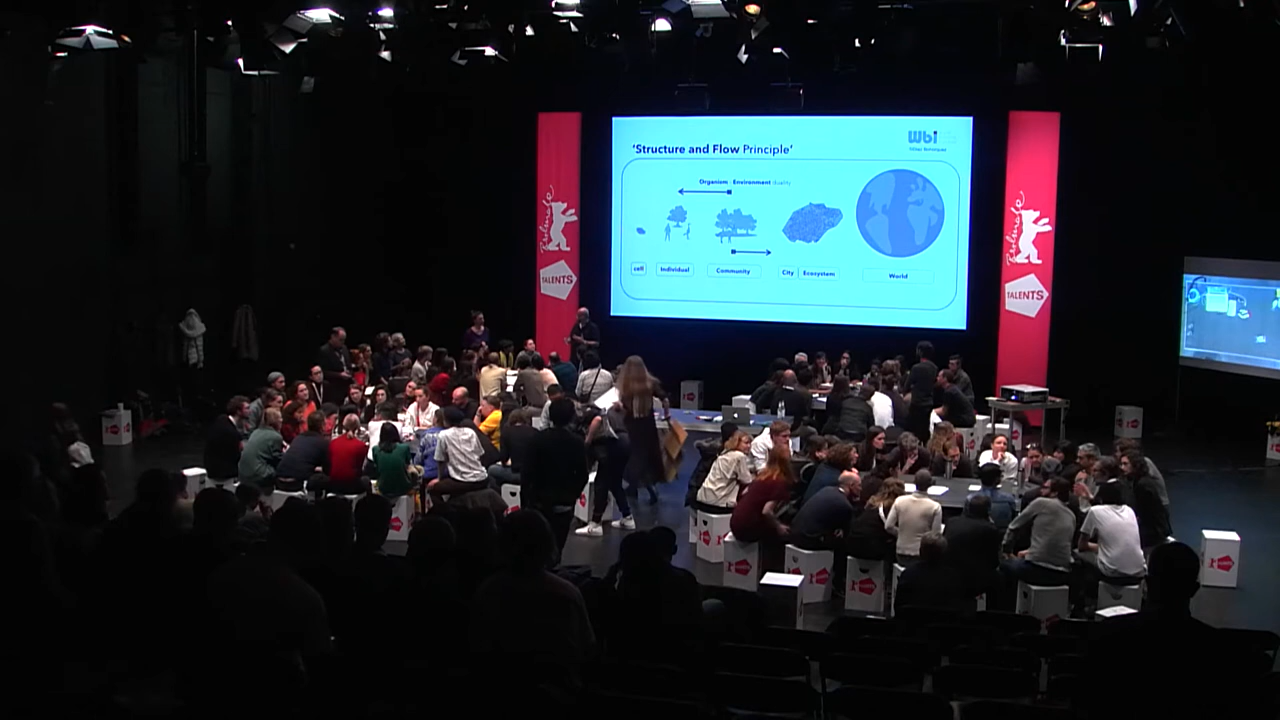 'Structure and Flow Principle'
wbi
Organism Environment duality
cell
Individual
Community
City
Ecosystem
World
Berlinale
TALENTS
Berlinale
TALENTS